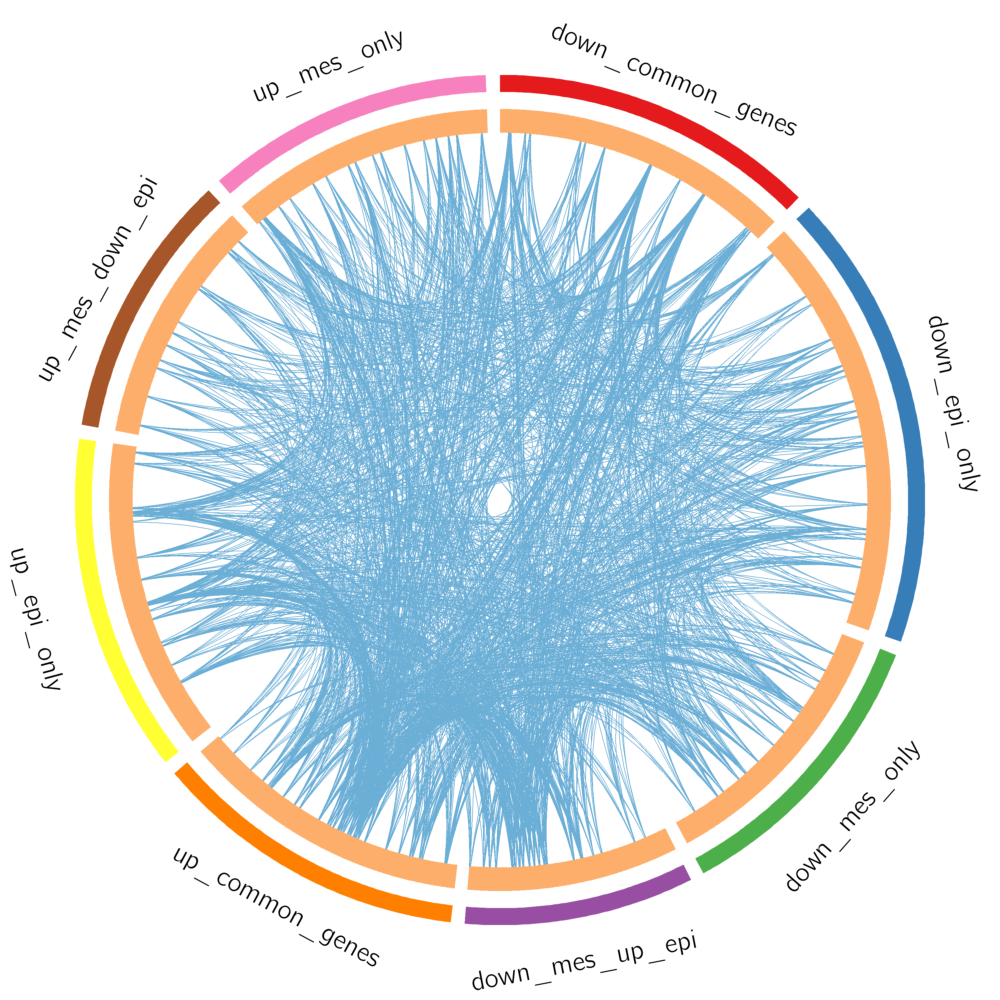 down_common_genes
down_epi_only
down_mes_only
down_mes_up_epi
up_common_genes
up_epi_only
up_mes_down_epi
up_mes_only